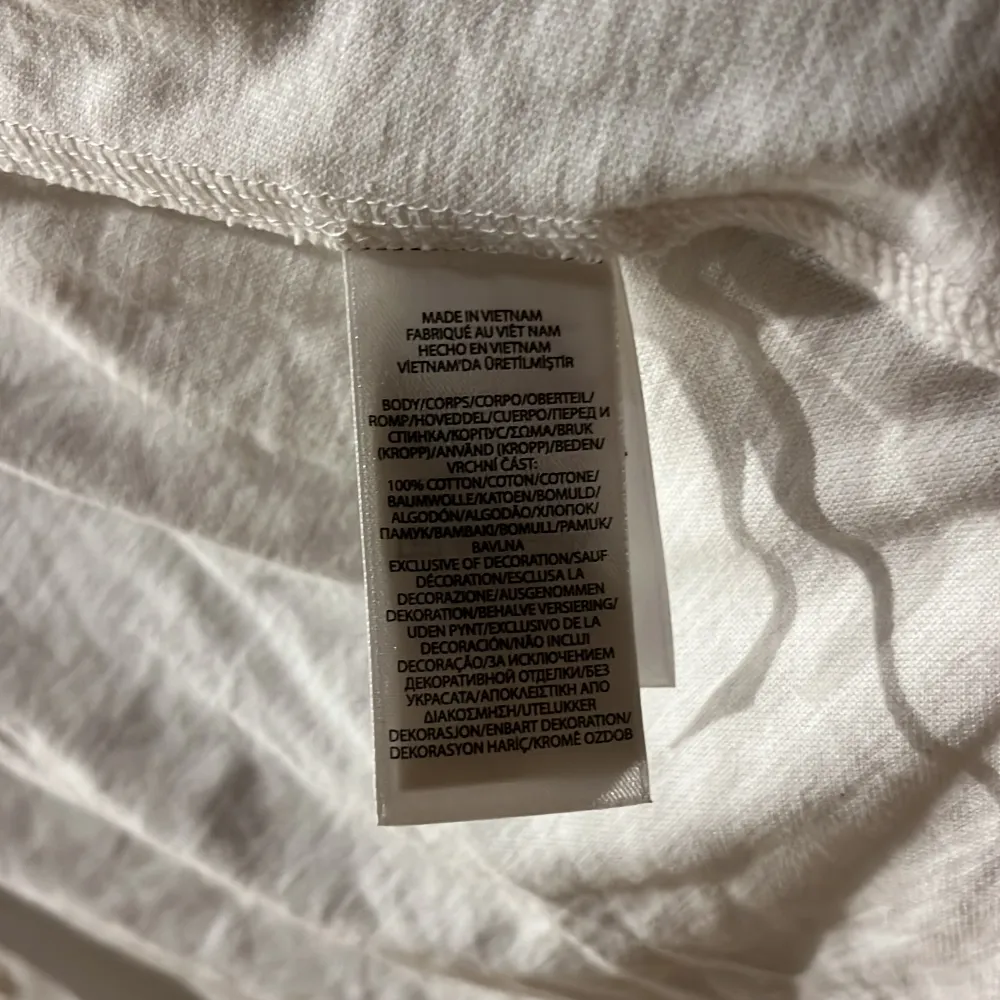 MADE IN VIETNAM
FABRIQUÉ AU VIÊT NAM
HECHO EN VIETNAM
VİETNAM'DA ÜRETİLMİŞTİR
BODY/CORPS/CORPO/OBERTEIL/
ROMP/HOVEDDEL/CUERPO/ПЕРЕД И
СПИНКА/КОРПУС/ΣΩΜΑ/BRUK
(KROPP)/ANVÄND (KROPP)/BEDEN/
VRCHNÍ ČÁST:
100% COTTON/COTON/COTONE/
BAUMWOLLE/KATOEN/BOMULD/
ALGODÓN/ALGODÃO/ХЛОПОК/
ПАМУК/ΒΑΜΒΑΚΙ/BOMULL/PAMUK/
BAVLNA
EXCLUSIVE OF DECORATION/SAUF
DÉCORATION/ESCLUSA LA
DECORAZIONE/AUSGENOMMEN
DEKORATION/BEHALVE VERSIERING/
UDEN PYNT/EXCLUSIVO DE LA
DECORACIÓN/NÃO INCLUI
DECORAÇÃO/ЗА ИСКЛЮЧЕНИЕМ
ДЕКОРАТИВНОЙ ОТДЕЛКИ/БЕЗ
УКРАСАТА/ΑΠΟΚΛΕΙΣΤΙΚΗ ΑΠΟ
ΔΙΑΚΟΣΜΗΣΗ/UTELUKKER
DEKORASJON/ENBART DEKORATION/
DEKORASYON HARİÇ/KROMĚ OZDOB